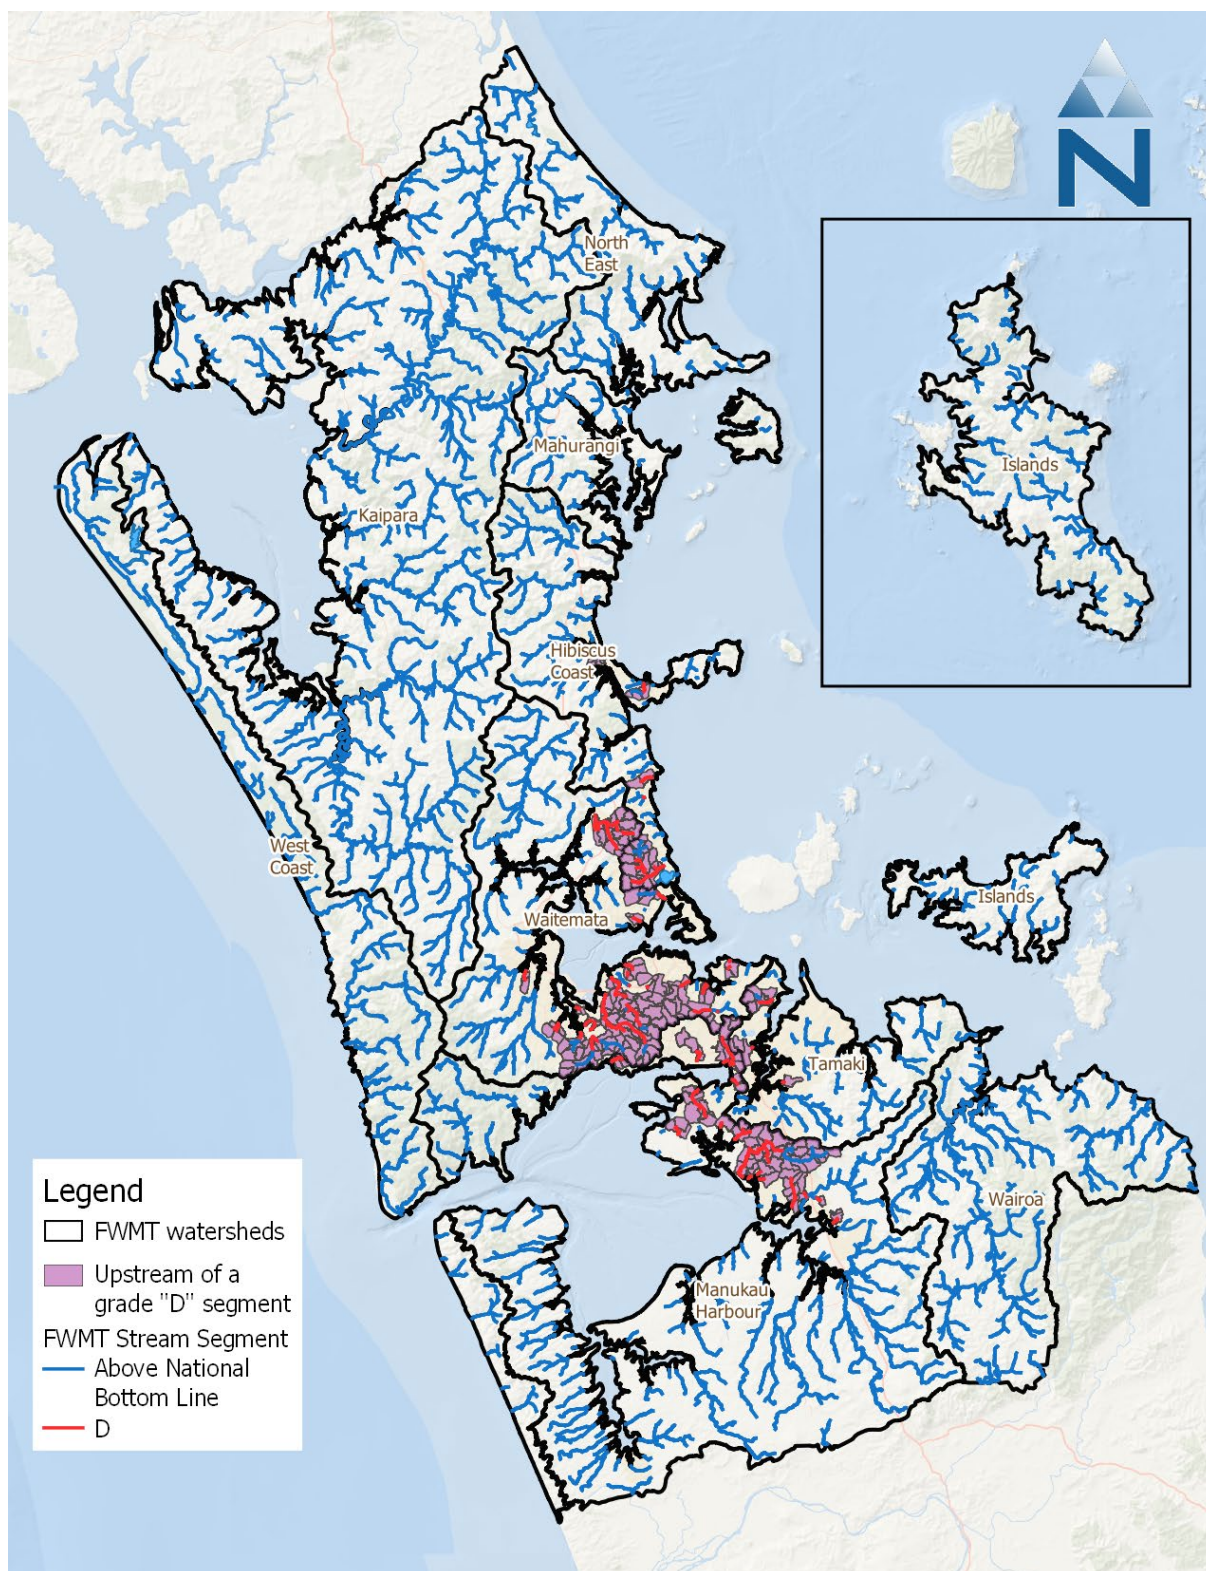 N
North
East
Islands
Mahurangi
Kaipara
Hibiscus
Coast
West
Coast
Islands
Waitemata
Tamaki
Wairoa
Manukau
Harbour
Legend
FWMT watersheds
Upstream of a
grade "D" segment
FWMT Stream Segment
Above National
Bottom Line
D